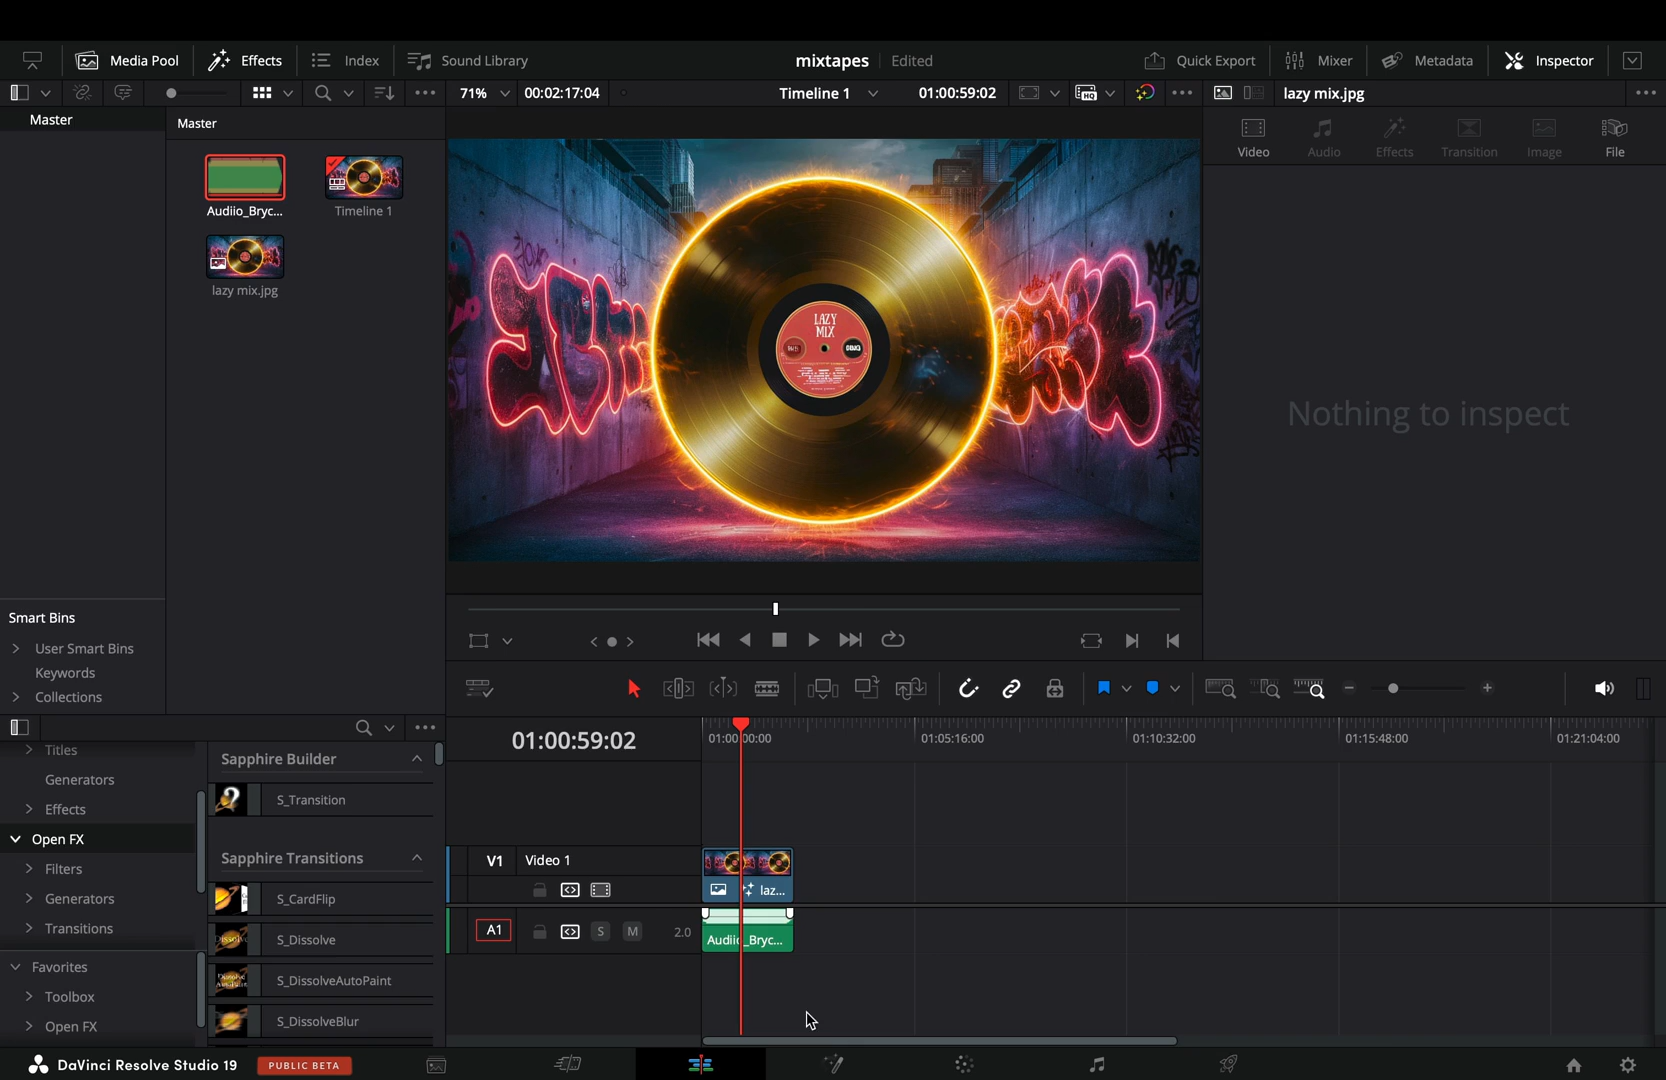 Media Pool
Effects
Index
Sound Library
mixtapes
Edited
Quick Export
Mixer
Metadata
Inspector
71%
00:02:17:04
Timeline 1
01:00:59:02
HQ
lazy mix.jpg
Master
Master
Video
Audio
Effects
Transition
Image
File
Audiio_Bryc...
Timeline 1
lazy mix.jpg
LAZY
MIX
Nothing to inspect
Smart Bins
User Smart Bins
Keywords
Collections
01:00:59:02
01:00:00:00
01:05:16:00
01:10:32:00
01:15:48:00
01:21:04:00
Titles
Generators
Effects
Open FX
Filters
Generators
Transitions
Favorites
Toolbox
Open FX
Sapphire Builder
S_Transition
Sapphire Transitions
S_CardFlip
S_Dissolve
S_DissolveAutoPaint
S_DissolveBlur
V1
Video 1
laz...
A1
S
M
2.0
Audiio_Bryc...
DaVinci Resolve Studio 19
PUBLIC BETA